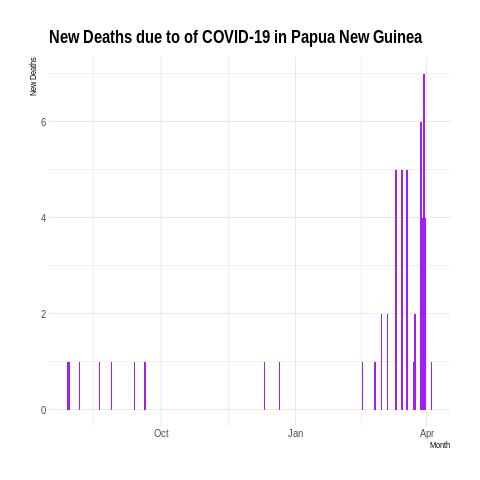 New Deaths due to of COVID-19 in Papua New Guinea
New Deaths
6
4
2
0
Oct
Jan
Apr
Month